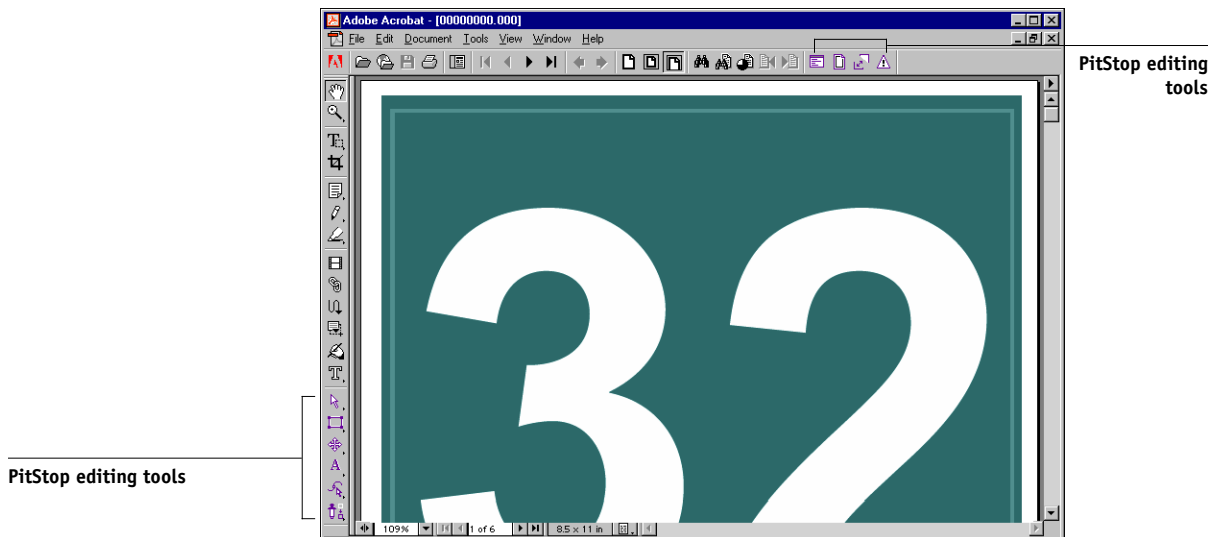 Adobe Acrobat - [00000000.000]
File Edit Document Tools View Window Help
PitStop editing
tools
32
PitStop editing tools
109% 1 of 6 8.5 x 11 in